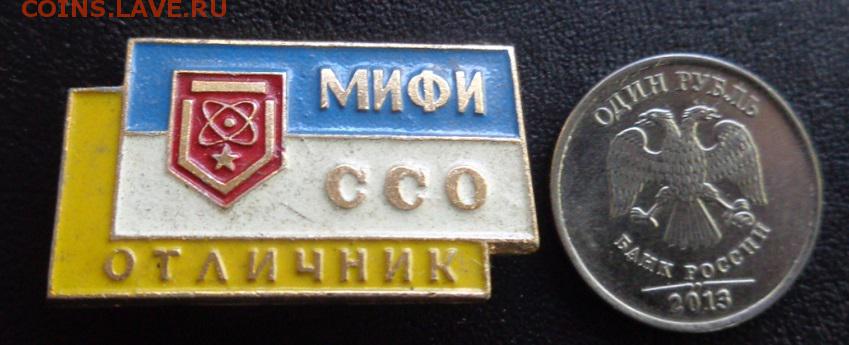 COINS.LAVE.RU
МИФИ
ССО
ОТЛИЧНИК
ОДИН РУБЛЬ
БАНК РОССИИ
2013